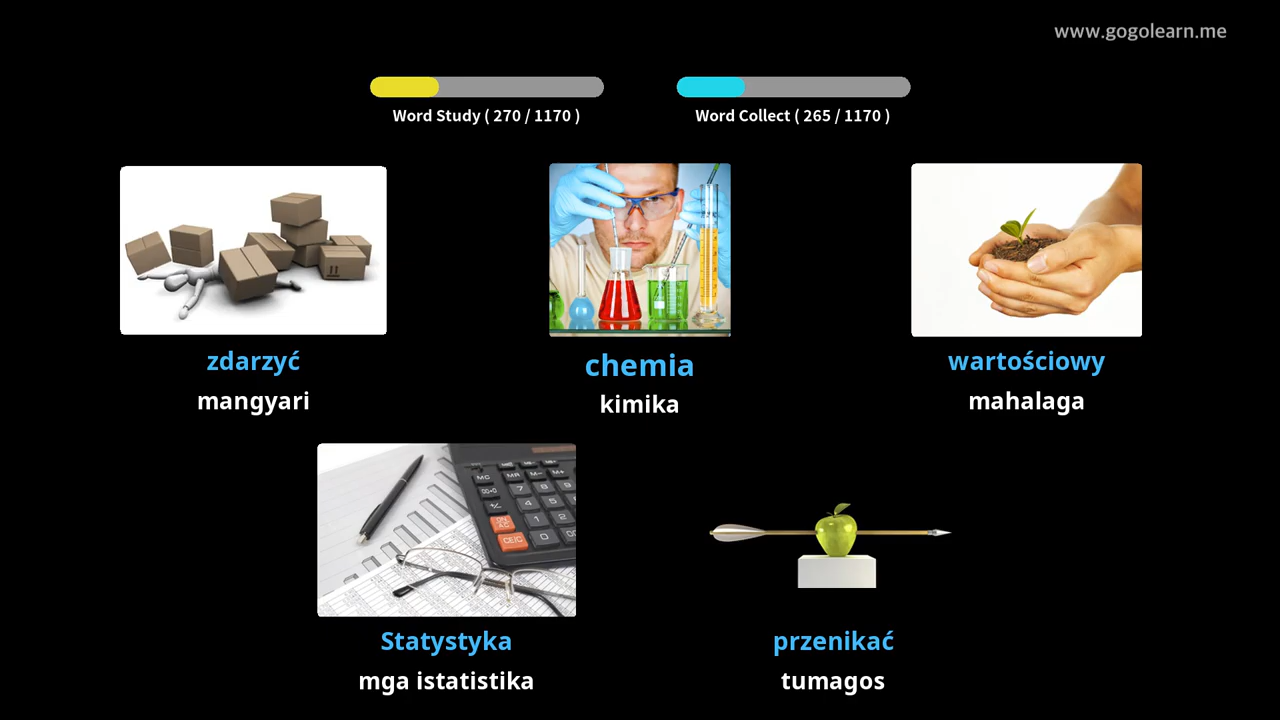 www.gogolearn.me
Word Study ( 270 / 1170 )
Word Collect ( 265 / 1170 )
zdarzyć
mangyari
chemia
kimika
wartościowy
mahalaga
Statystyka
mga istatistika
przenikać
tumagos